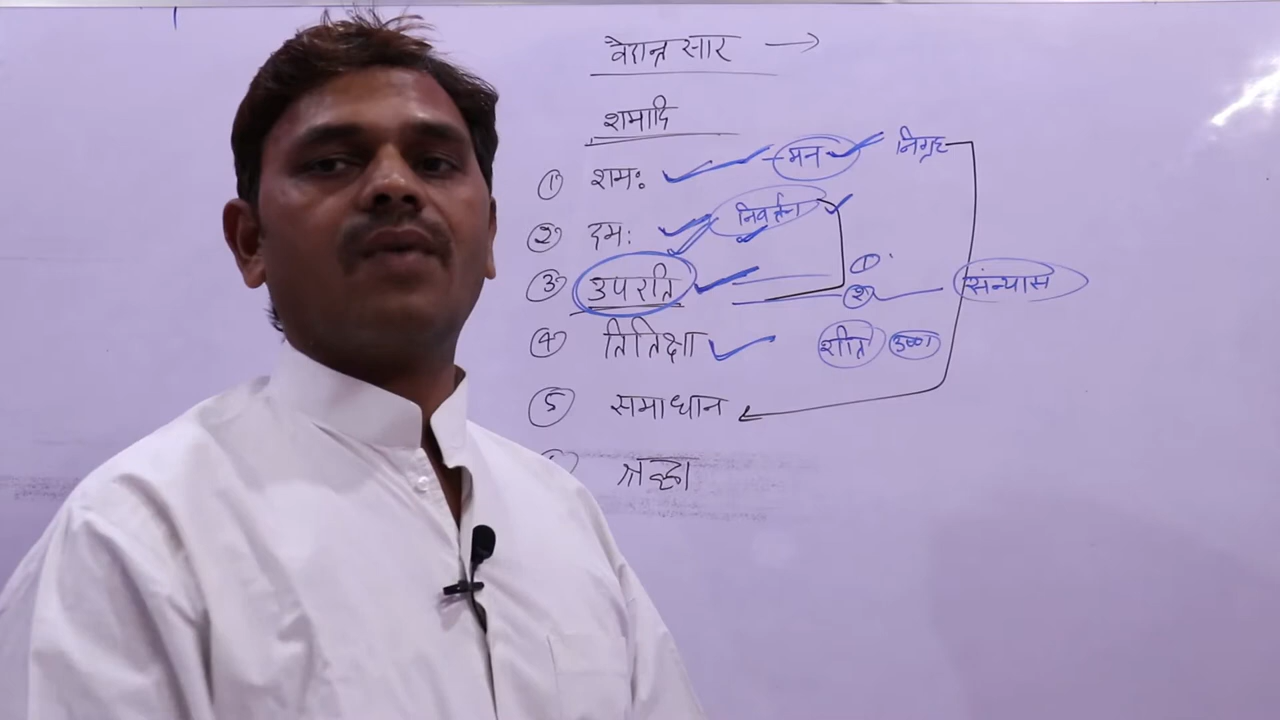 वेदान्त सार →
शमादि
① शमः ✓ – मन ✓ निग्रह
② दमः ✓ निवर्तन ✓
③ उपरति ✓ ① ② संन्यास
④ तितिक्षा ✓ शीत उष्ण
⑤ समाधान
श्रद्धा